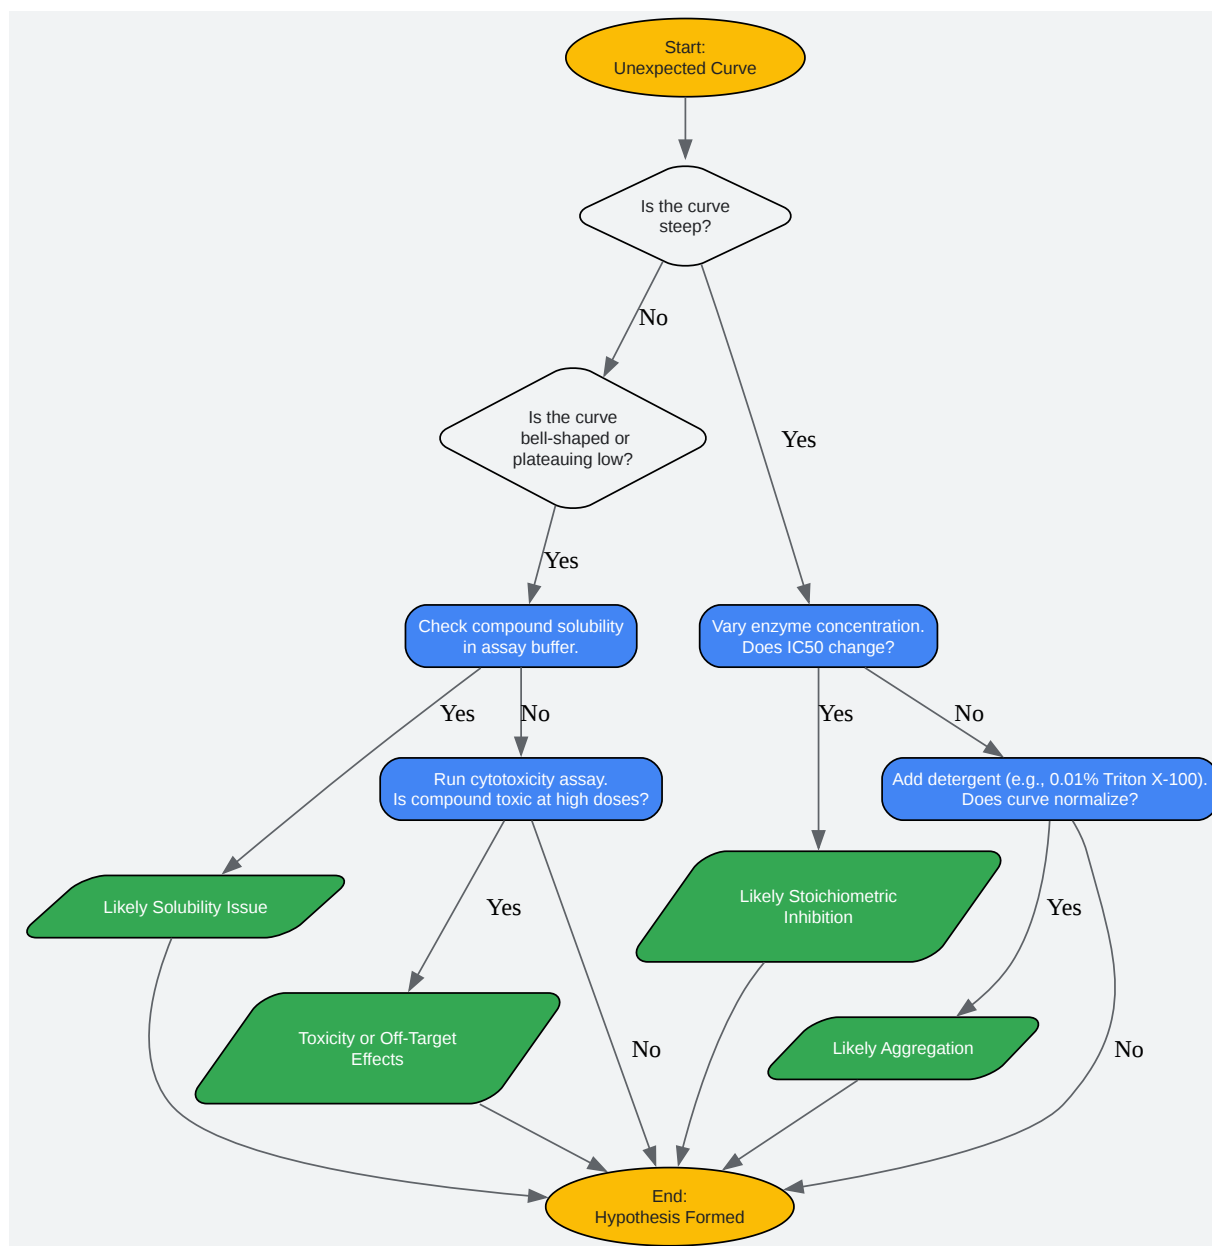 Start:
Unexpected Curve
Is the curve
steep?
No
Is the curve
bell-shaped or
plateauing low?
Yes
Yes
Check compound solubility
in assay buffer.
Vary enzyme concentration.
Does IC50 change?
Yes
No
Yes
No
Run cytotoxicity assay.
Is compound toxic at high doses?
Add detergent (e.g., 0.01% Triton X-100).
Does curve normalize?
Likely Solubility Issue
Yes
Likely Stoichiometric
Inhibition
Yes
Toxicity or Off-Target
Effects
No
Likely Aggregation
No
End:
Hypothesis Formed